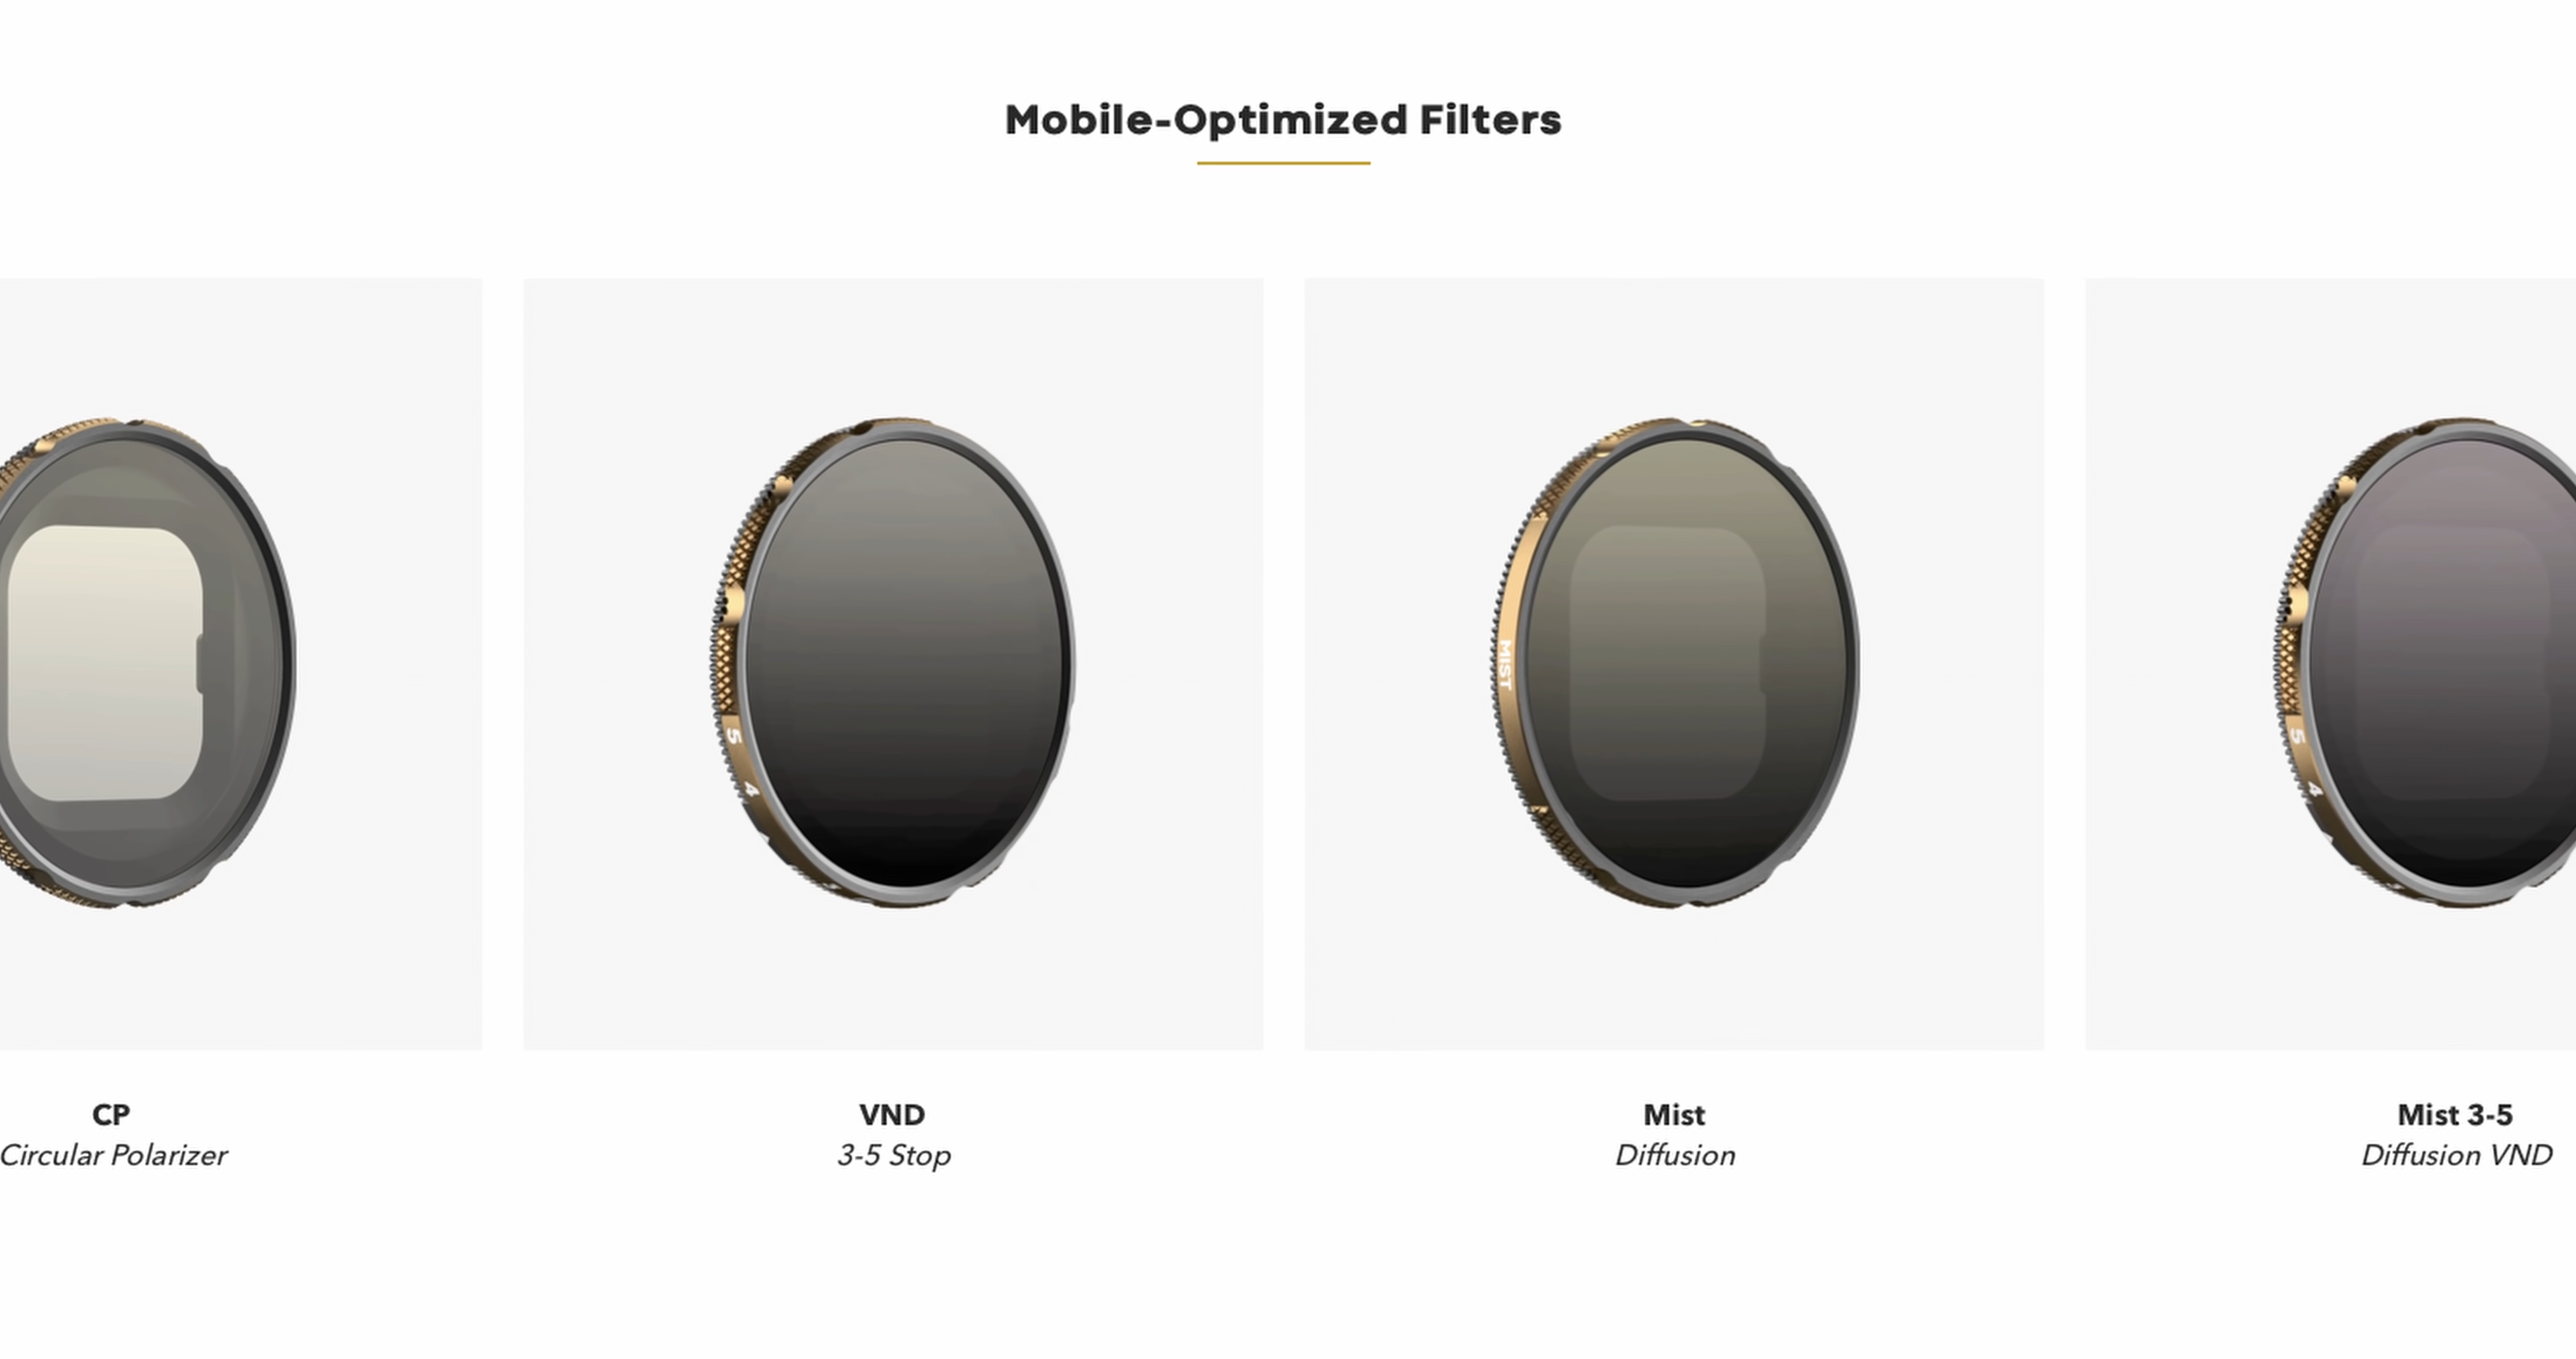 Mobile-Optimized Filters
MIST
5
4
5
4
CP
Circular Polarizer
VND
3-5 Stop
Mist
Diffusion
Mist 3-5
Diffusion VND